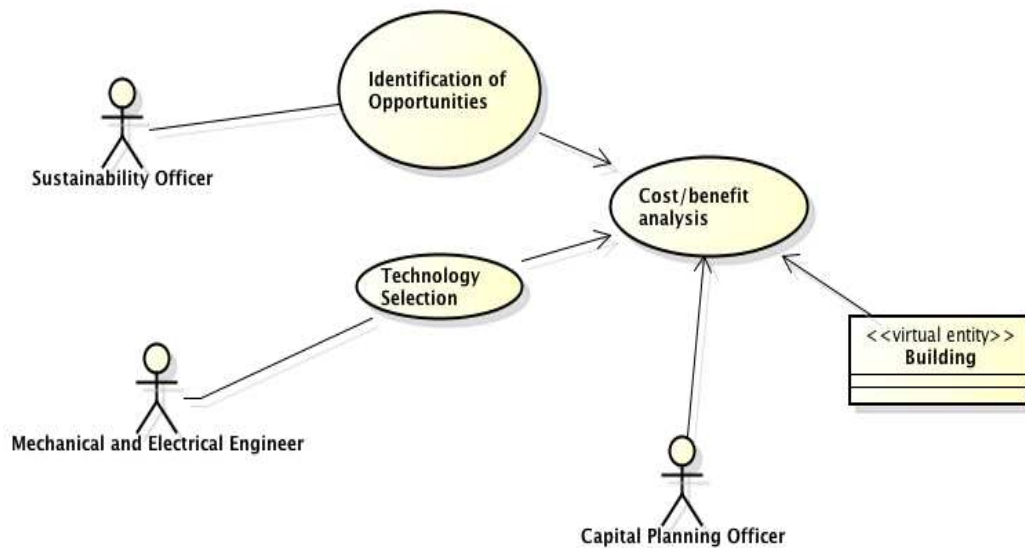 Identification of
Opportunities
Sustainability Officer
Cost/benefit
analysis
Technology
Selection
<<virtual entity>>
Building
Mechanical and Electrical Engineer
Capital Planning Officer